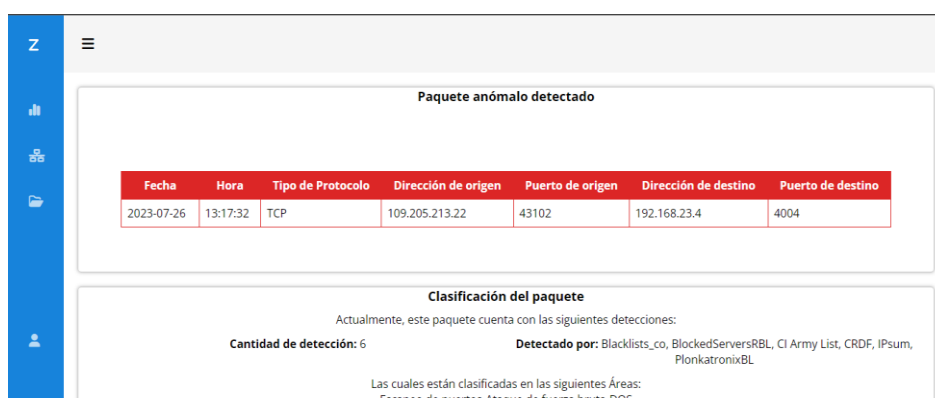 Z
Paquete anómalo detectado
Fecha Hora Tipo de Protocolo Dirección de origen Puerto de origen Dirección de destino Puerto de destino
2023-07-26 13:17:32 TCP 109.205.213.22 43102 192.168.23.4 4004
Clasificación del paquete
Actualmente, este paquete cuenta con las siguientes detecciones:
Cantidad de detección: 6 Detectado por: Blacklists_co, BlockedServersRBL, CI Army List, CRDF, IPsum,
PlonkatronixBL
Las cuales están clasificadas en las siguientes Áreas: